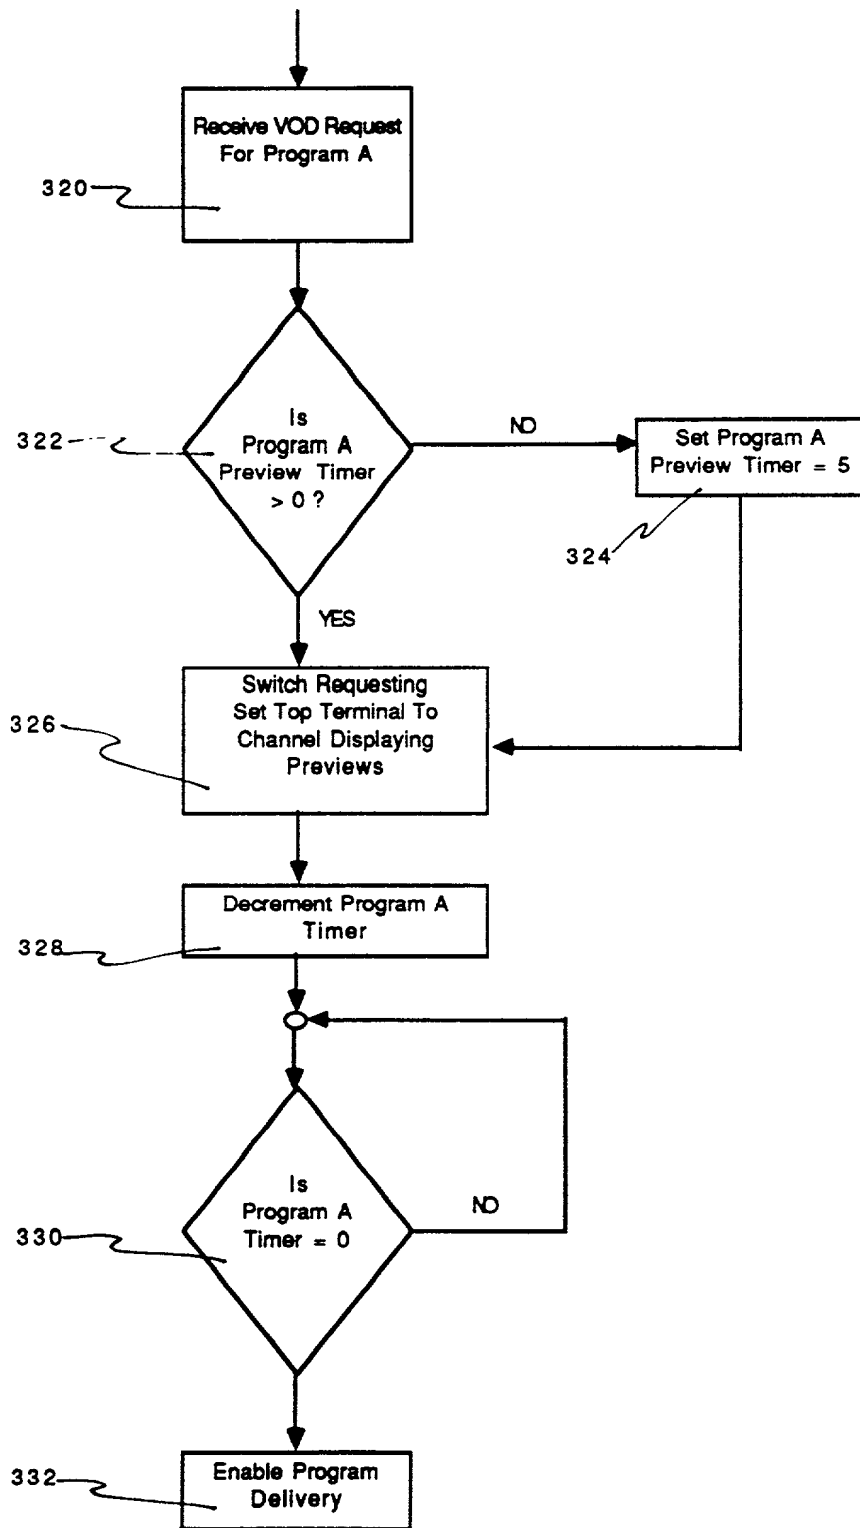 Receive VOD Request
For Program A
320
Is
Program A
Preview Timer
> 0 ?
322
NO
Set Program A
Preview Timer = 5
324
YES
Switch Requesting
Set Top Terminal To
Channel Displaying
Previews
326
Decrement Program A
Timer
328
Is
Program A
Timer = 0
NO
330
Enable Program
Delivery
332